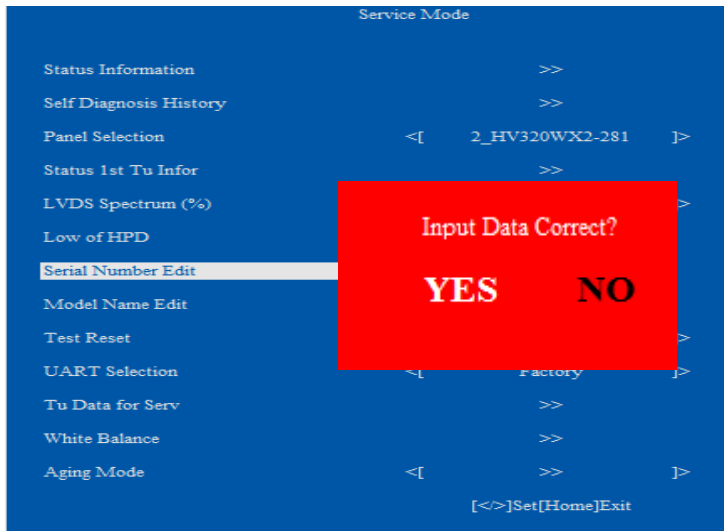 Service Mode
Status Information >>
Self Diagnosis History >>
Panel Selection <[ 2_HV320WX2-281 ]>
Status 1st Tu Infor >>
LVDS Spectrum (%) ]>
Input Data Correct?
Low of HPD
Serial Number Edit
YES NO
Model Name Edit
Test Reset ]>
UART Selection <[ Factory ]>
Tu Data for Serv >>
White Balance >>
Aging Mode <[ >> ]>
[</>]Set[Home]Exit